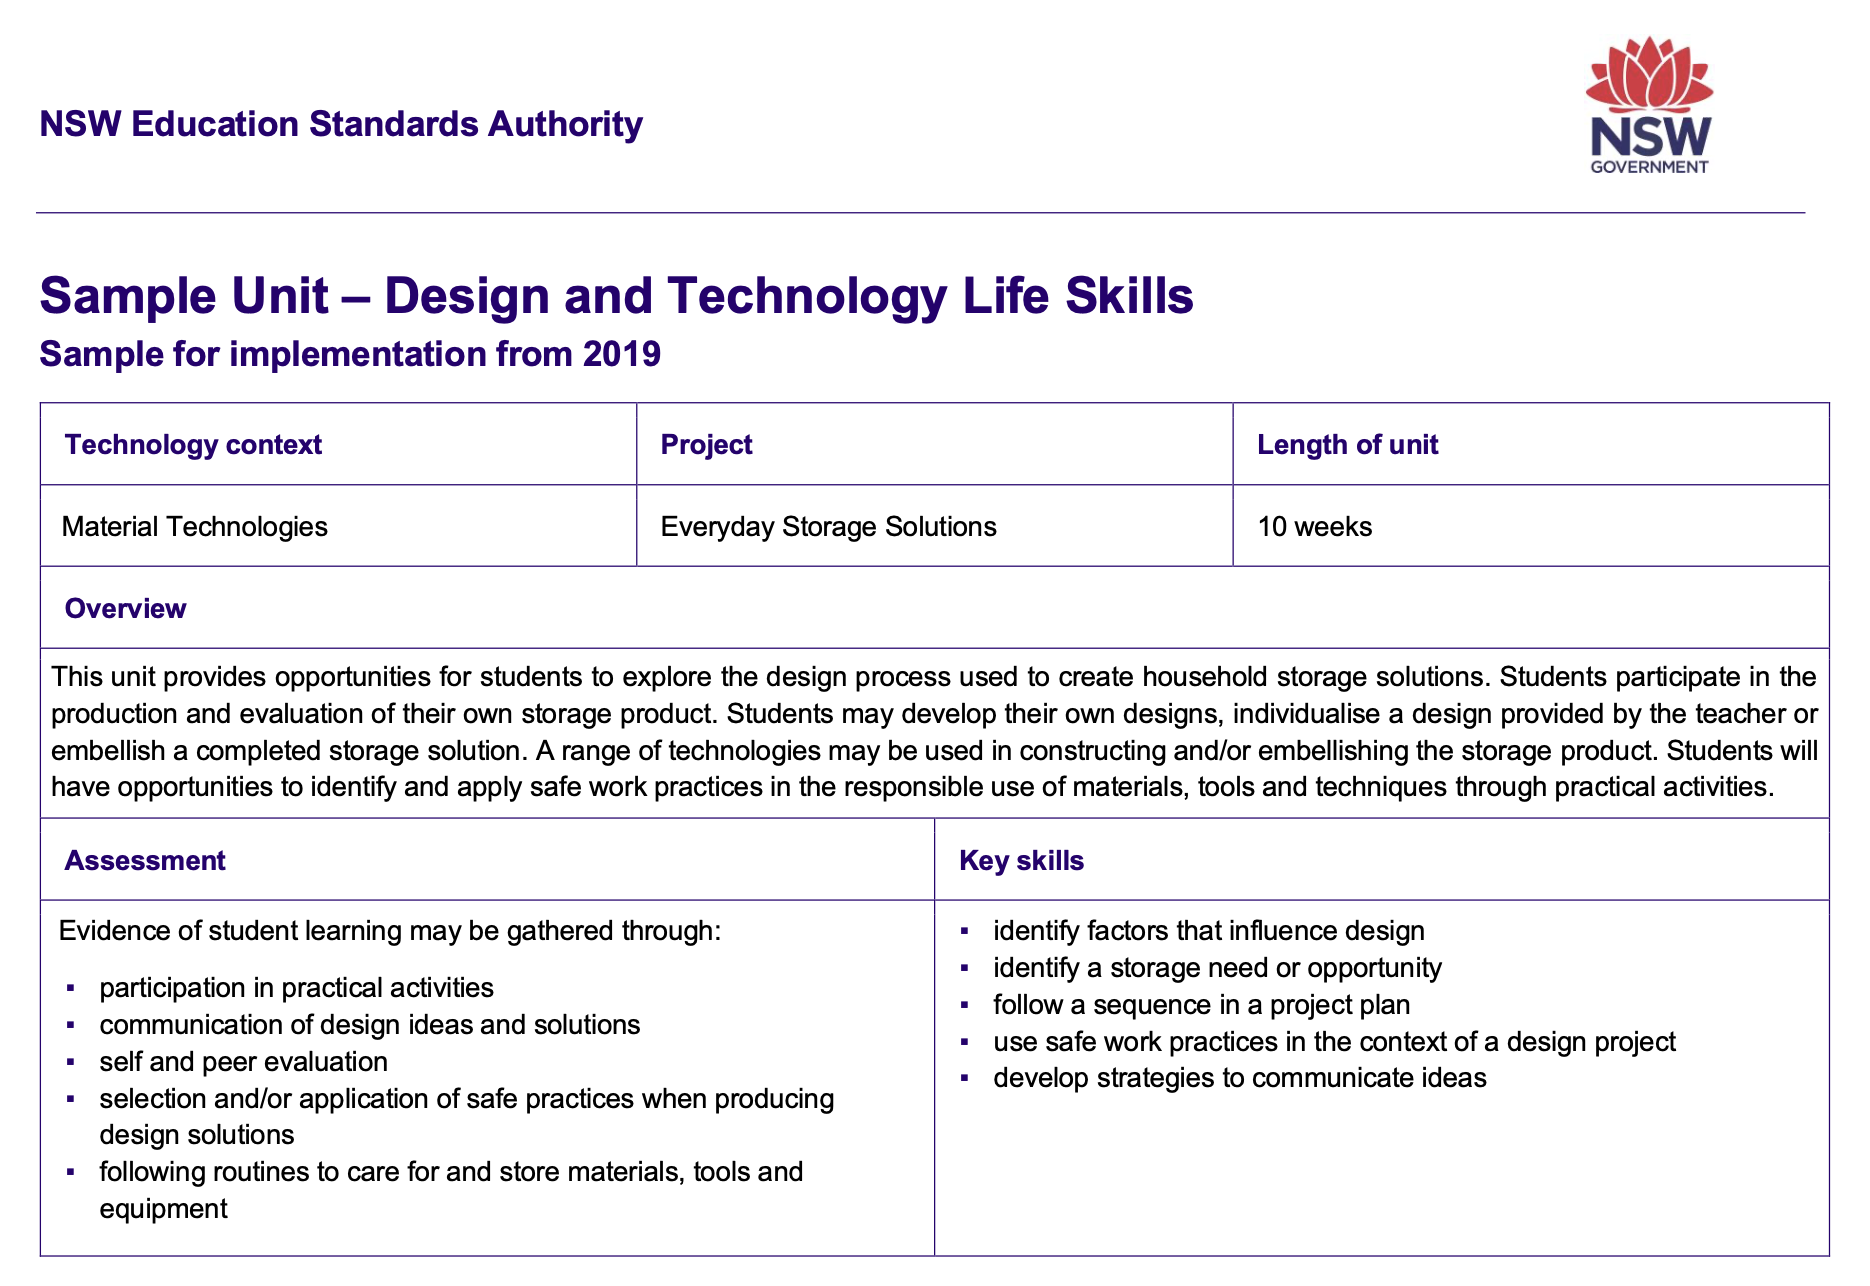 NSW Education Standards Authority
NSW
GOVERNMENT
Sample Unit – Design and Technology Life Skills
Sample for implementation from 2019
Technology context
Project
Length of unit
Material Technologies
Everyday Storage Solutions
10 weeks
Overview
This unit provides opportunities for students to explore the design process used to create household storage solutions. Students participate in the
production and evaluation of their own storage product. Students may develop their own designs, individualise a design provided by the teacher or
embellish a completed storage solution. A range of technologies may be used in constructing and/or embellishing the storage product. Students will
have opportunities to identify and apply safe work practices in the responsible use of materials, tools and techniques through practical activities.
Assessment
Key skills
Evidence of student learning may be gathered through:
▪ participation in practical activities
▪ communication of design ideas and solutions
▪ self and peer evaluation
▪ selection and/or application of safe practices when producing
design solutions
▪ following routines to care for and store materials, tools and
equipment
▪ identify factors that influence design
▪ identify a storage need or opportunity
▪ follow a sequence in a project plan
▪ use safe work practices in the context of a design project
▪ develop strategies to communicate ideas